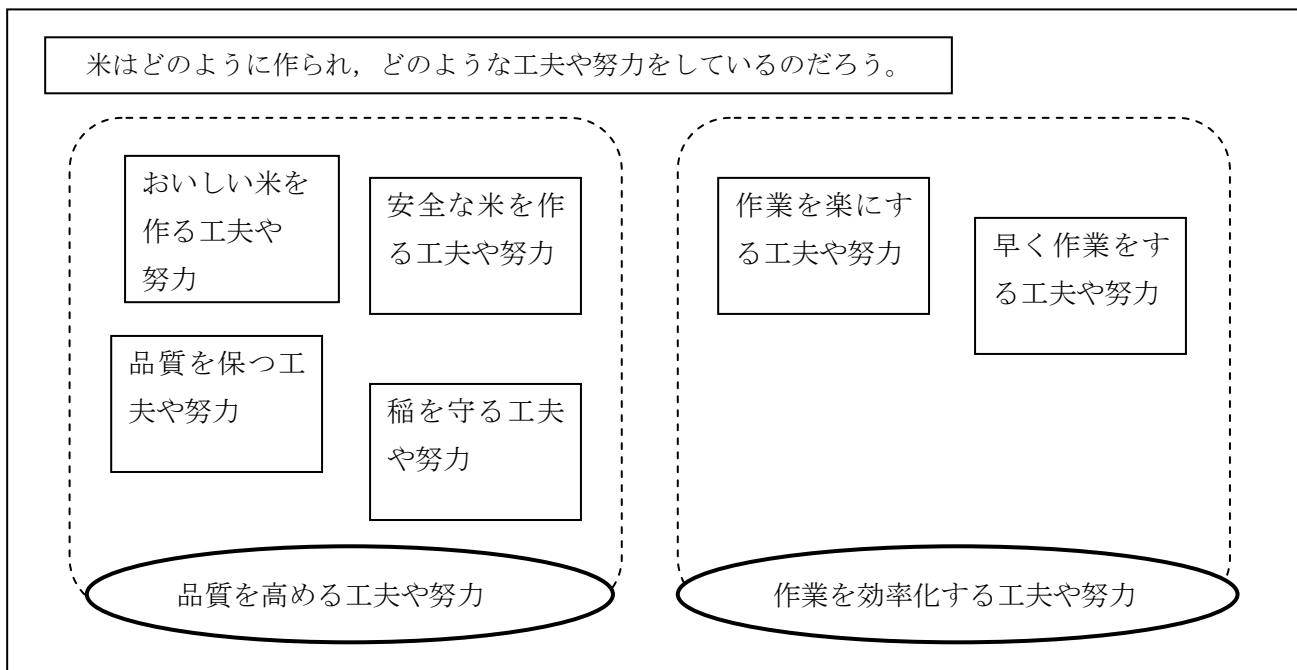 米はどのように作られ，どのような工夫や努力をしているのだろう。
おいしい米を
作る工夫や
努力
安全な米を作
る工夫や努力
品質を保つ工
夫や努力
稲を守る工夫
や努力
品質を高める工夫や努力
作業を楽にす
る工夫や努力
早く作業をす
る工夫や努力
作業を効率化する工夫や努力